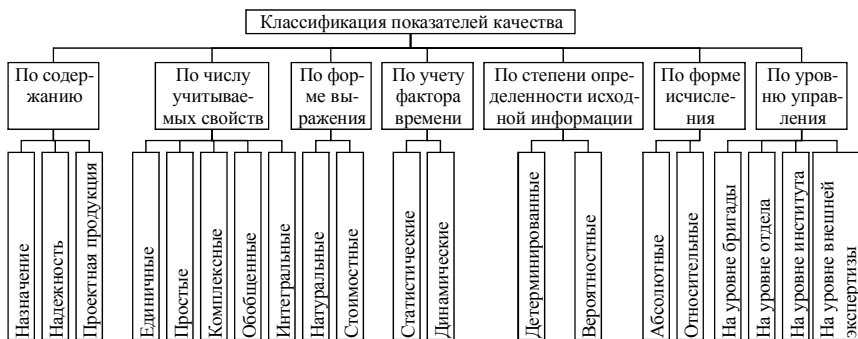 Классификация показателей качества
По содер-
жанию
По числу
учитывае-
мых свойств
По фор-
ме вы-
ражения
По учету
фактора
времени
По степени опре-
деленности исход-
ной информации
По форме
исчисле-
ния
По уров-
ню управ-
ления
Назначение
Надежность
Проектная продукция
Единичные
Простые
Комплексные
Обобщенные
Интегральные
Натуральные
Стоимостные
Статистические
Динамические
Детерминированные
Вероятностные
Абсолютные
Относительные
На уровне бригады
На уровне отдела
На уровне института
На уровне внешней
экспертизы